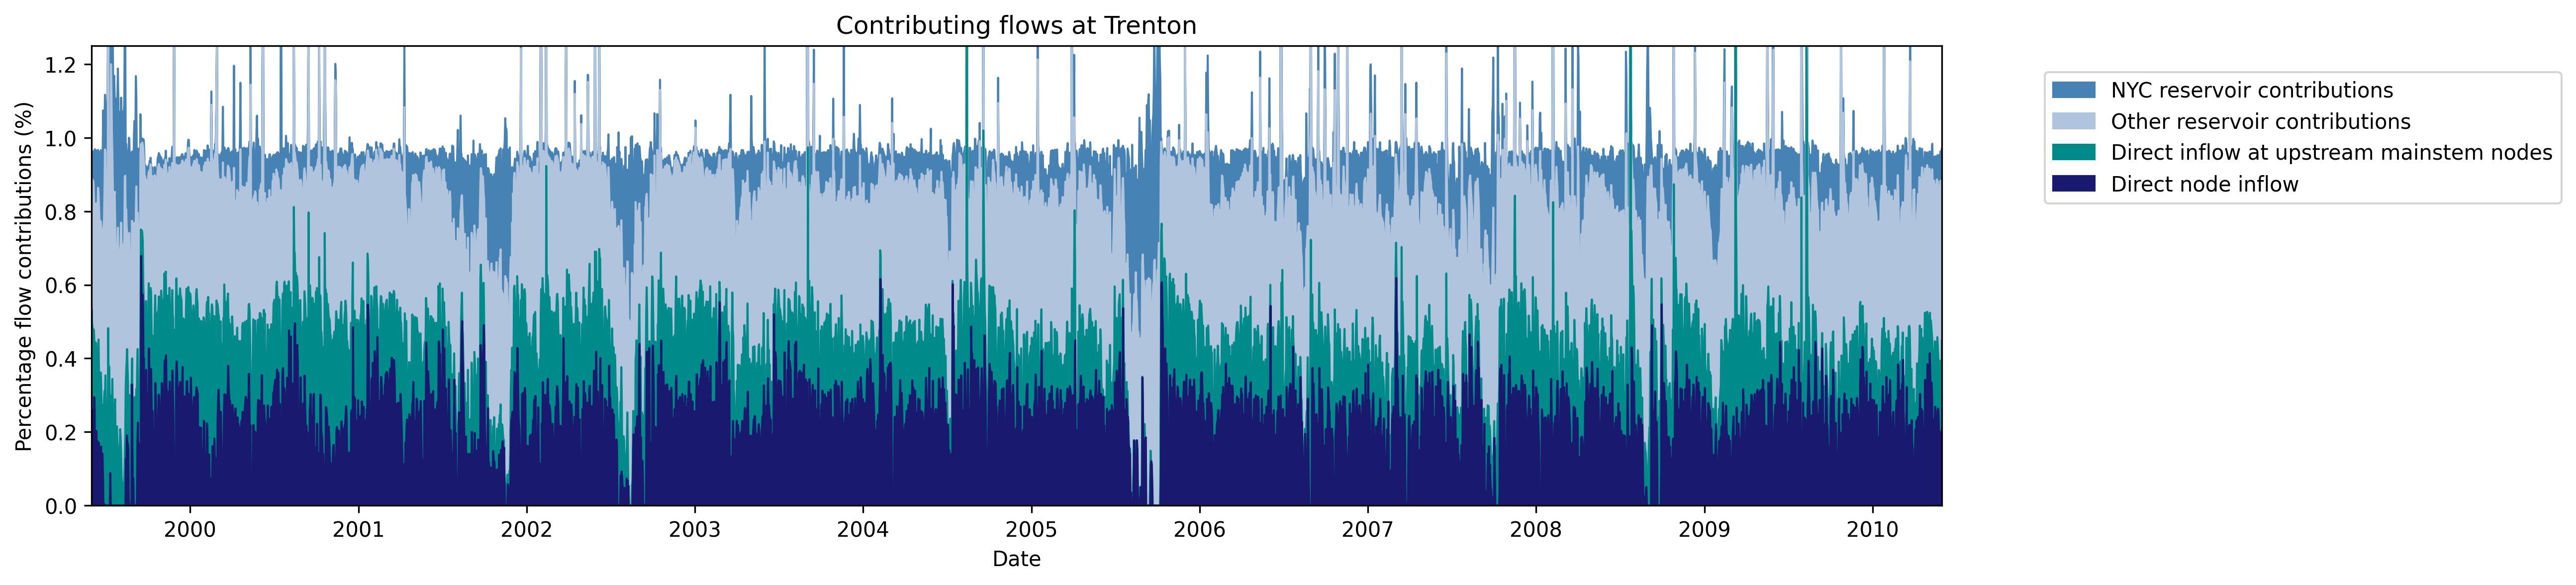 Contributing flows at Trenton
Percentage flow contributions (%)
1.2
1.0
0.8
0.6
0.4
0.2
0.0
2000 2001 2002 2003 2004 2005 2006 2007 2008 2009 2010
Date
NYC reservoir contributions
Other reservoir contributions
Direct inflow at upstream mainstem nodes
Direct node inflow